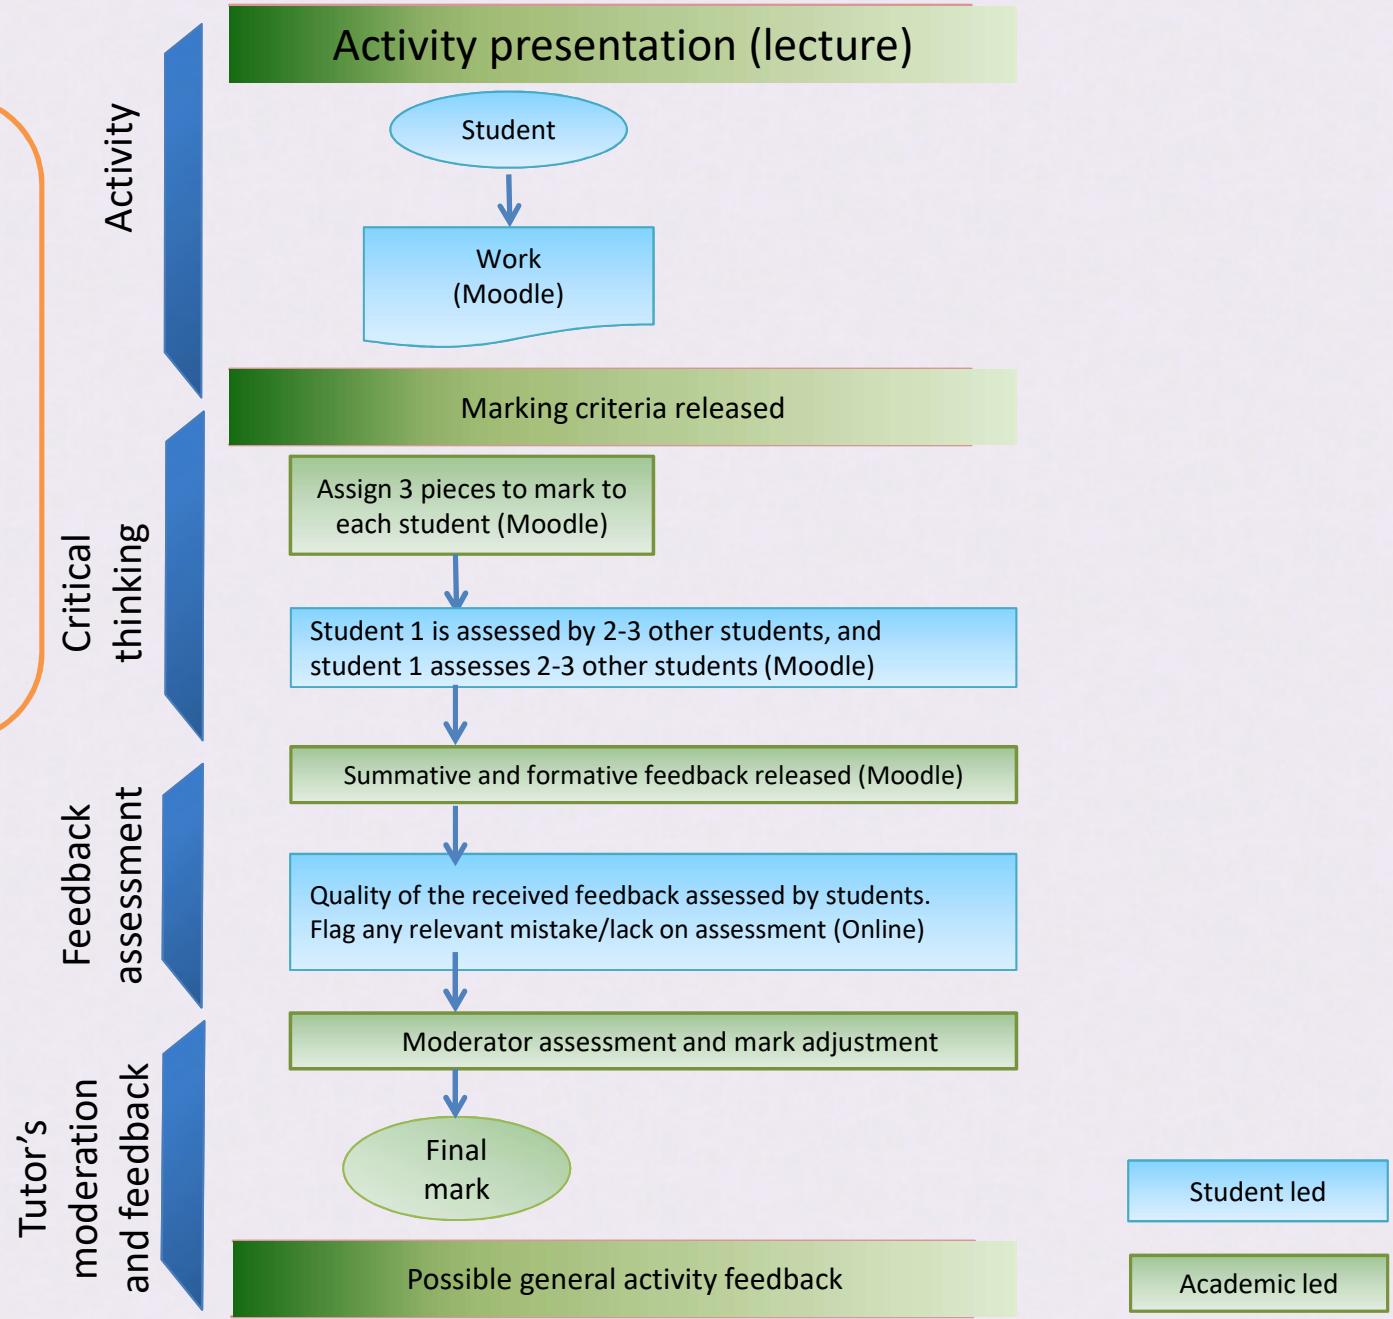 Activity presentation (lecture)
Activity
Student
Work
(Moodle)
Marking criteria released
Critical
thinking
Assign 3 pieces to mark to
each student (Moodle)
Student 1 is assessed by 2-3 other students, and
student 1 assesses 2-3 other students (Moodle)
Feedback
assessment
Summative and formative feedback released (Moodle)
Quality of the received feedback assessed by students.
Flag any relevant mistake/lack on assessment (Online)
Tutor’s
moderation
and feedback
Moderator assessment and mark adjustment
Final
mark
Possible general activity feedback
Student led
Academic led